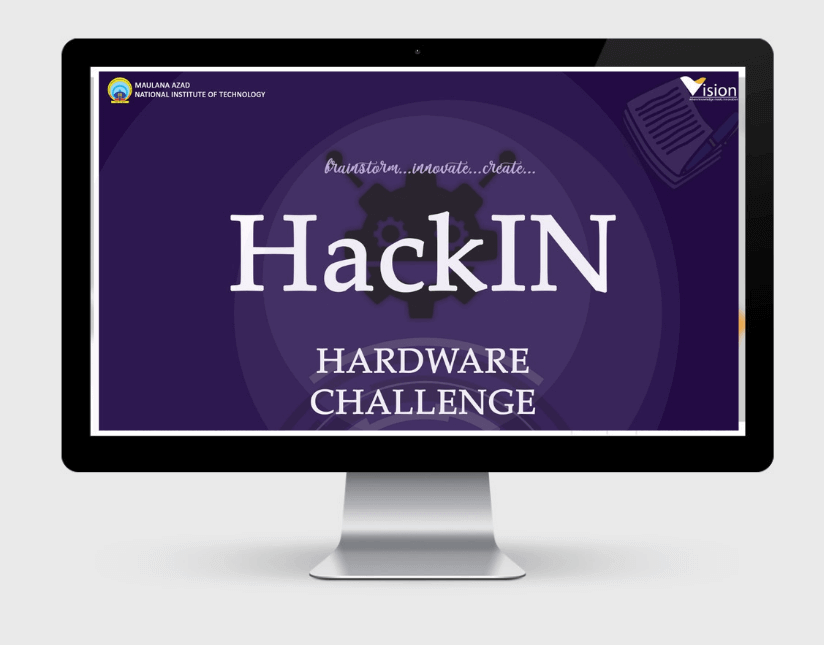 MAULANA AZAD
NATIONAL INSTITUTE OF TECHNOLOGY
Vision
brainstorm...innovate...create...
HackIN
HARDWARE
CHALLENGE